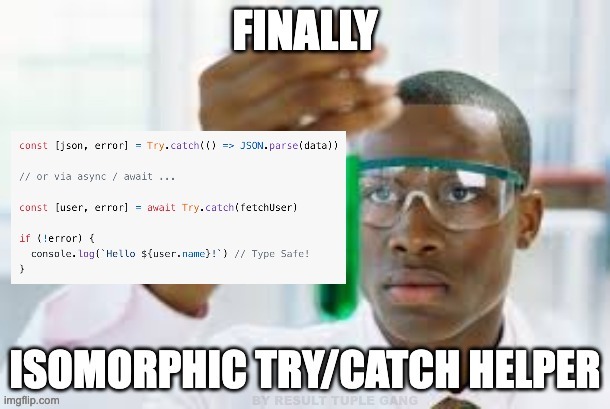 FINALLY
const [json, error] = Try.catch(() => JSON.parse(data))
// or via async / await ...
const [user, error] = await Try.catch(fetchUser)
if (!error) {
  console.log(`Hello ${user.name}!`) // Type Safe!
}
ISOMORPHIC TRY/CATCH HELPER
imgflip.com
BY RESULT TUPLE GANG